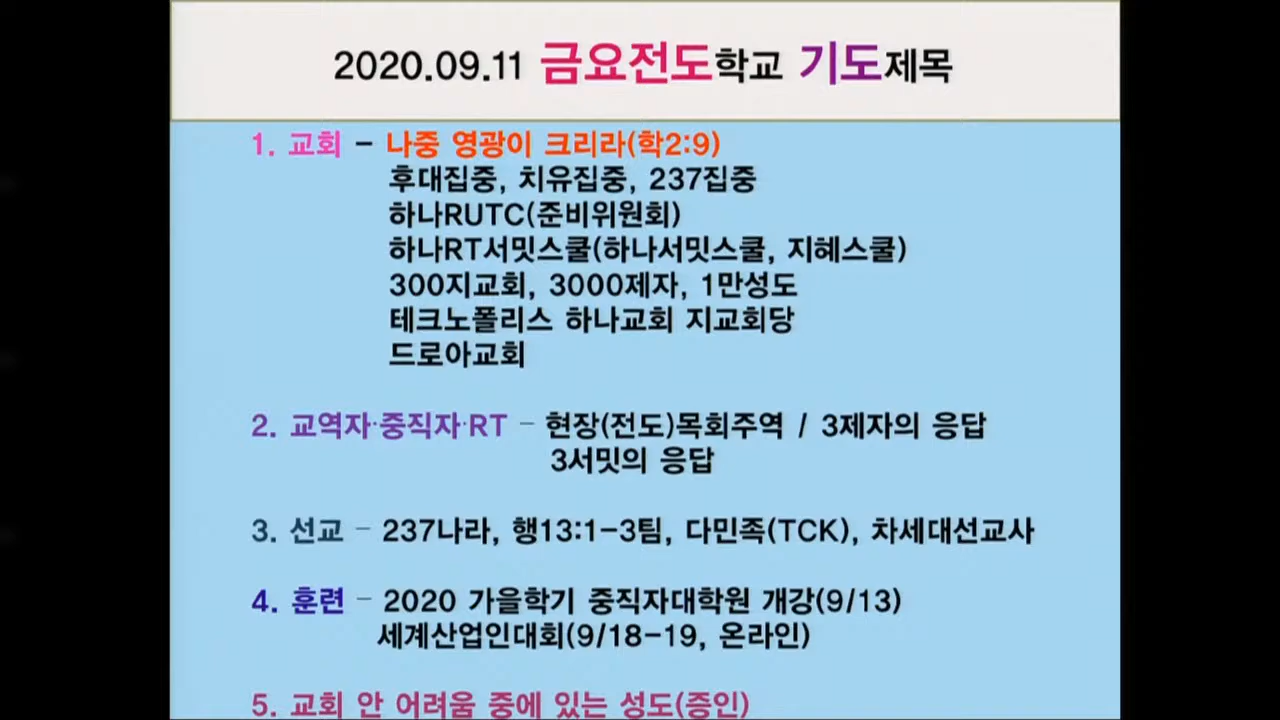 2020.09.11 금요전도학교 기도제목
1. 교회 - 나중 영광이 크리라(학2:9)
후대집중, 치유집중, 237집중
하나RUTC(준비위원회)
하나RT서밋스쿨(하나서밋스쿨, 지혜스쿨)
300지교회, 3000제자, 1만성도
테크노폴리스 하나교회 지교회당
드로아교회
2. 교역자·중직자·RT - 현장(전도)목회주역 / 3제자의 응답
3서밋의 응답
3. 선교 - 237나라, 행13:1-3팀, 다민족(TCK), 차세대선교사
4. 훈련 - 2020 가을학기 중직자대학원 개강(9/13)
세계산업인대회(9/18-19, 온라인)
5. 교회 안 어려움 중에 있는 성도(증인)